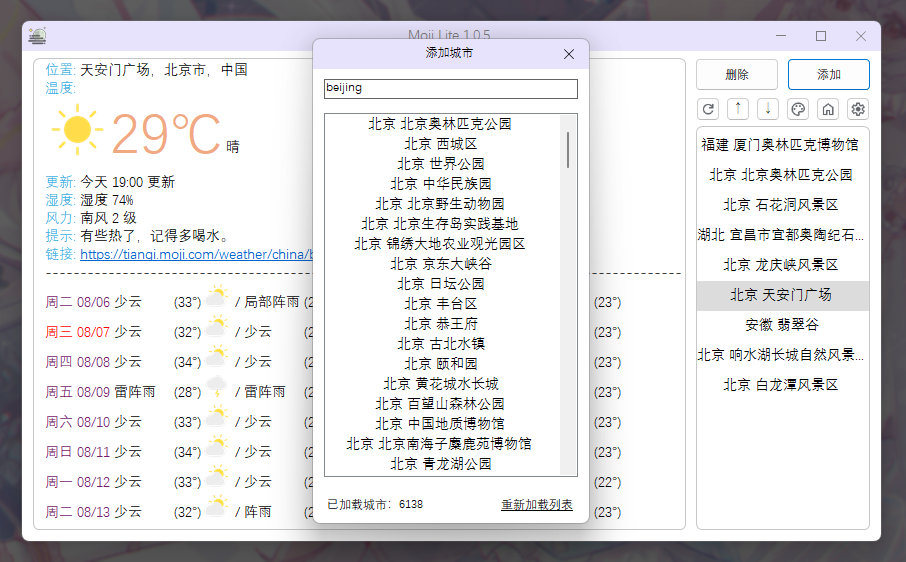 Moji Lite 1.0.5
位置: 天安门广场，北京市，中国
温度:
29℃ 晴
更新: 今天 19:00 更新
湿度: 湿度 74%
风力: 南风 2 级
提示: 有些热了，记得多喝水。
链接: https://tianqi.moji.com/weather/china/b
周二 08/06 少云 (33°) / 局部阵雨 (2 (23°)
周三 08/07 少云 (32°) / 少云 (2 (23°)
周四 08/08 少云 (34°) / 少云 (2 (23°)
周五 08/09 雷阵雨 (28°) / 雷阵雨 (2 (23°)
周六 08/10 少云 (33°) / 少云 (2 (23°)
周日 08/11 少云 (34°) / 少云 (2 (23°)
周一 08/12 少云 (33°) / 少云 (2 (22°)
周二 08/13 少云 (32°) / 阵雨 (2 (23°)
添加城市
beijing
北京 北京奥林匹克公园
北京 西城区
北京 世界公园
北京 中华民族园
北京 北京野生动物园
北京 北京生存岛实践基地
北京 锦绣大地农业观光园区
北京 京东大峡谷
北京 日坛公园
北京 丰台区
北京 恭王府
北京 古北水镇
北京 颐和园
北京 黄花城水长城
北京 百望山森林公园
北京 中国地质博物馆
北京 北京南海子麋鹿苑博物馆
北京 青龙湖公园
已加载城市: 6138
重新加载列表
删除
添加
福建 厦门奥林匹克博物馆
北京 北京奥林匹克公园
北京 石花洞风景区
湖北 宜昌市宜都奥陶纪石...
北京 龙庆峡风景区
北京 天安门广场
安徽 翡翠谷
北京 响水湖长城自然风景...
北京 白龙潭风景区